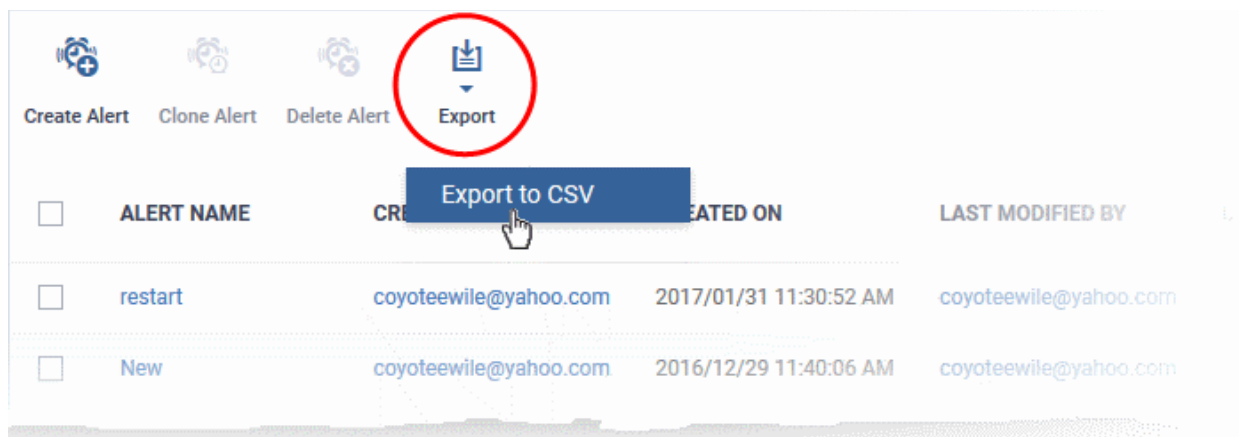 Create Alert Clone Alert Delete Alert Export
Export to CSV
ALERT NAME CRE EATED ON LAST MODIFIED BY
restart coyoteewile@yahoo.com 2017/01/31 11:30:52 AM coyoteewile@yahoo.com
New coyoteewile@yahoo.com 2016/12/29 11:40:06 AM coyoteewile@yahoo.com